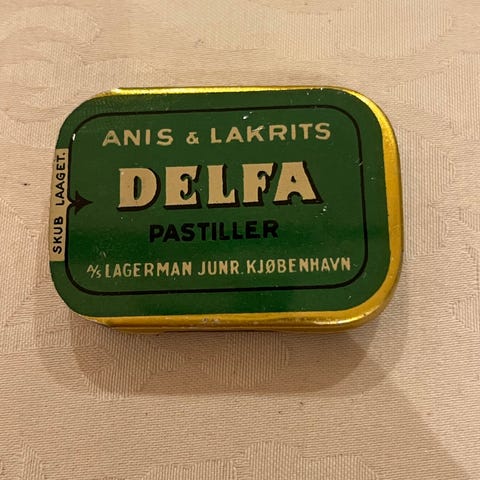 ANIS & LAKRITS
DELFA
PASTILLER
A/S LAGERMAN JUNR. KJØBENHAVN
SKUB LAAGET.